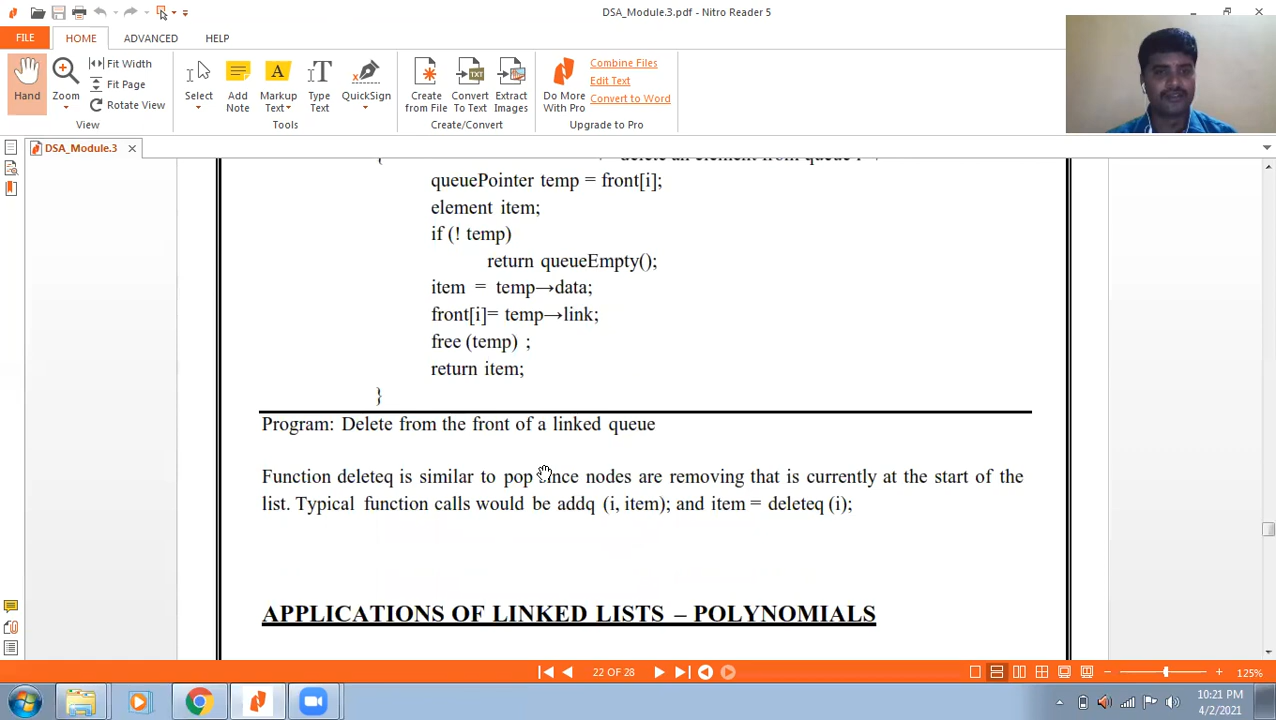 DSA_Module.3.pdf - Nitro Reader 5
FILE
HOME
ADVANCED
HELP
Hand
Zoom
Fit Width
Fit Page
Rotate View
View
Select
Add Note
Markup Text
Type Text
QuickSign
Tools
Create from File
Convert To Text
Extract Images
Create/Convert
Do More With Pro
Combine Files
Edit Text
Convert to Word
Upgrade to Pro
DSA_Module.3
queuePointer temp = front[i];
element item;
if (! temp)
return queueEmpty();
item = temp→data;
front[i]= temp→link;
free (temp) ;
return item;
}
Program: Delete from the front of a linked queue
Function deleteq is similar to pop nodes are removing that is currently at the start of the
list. Typical function calls would be addq (i, item); and item = deleteq (i);
APPLICATIONS OF LINKED LISTS – POLYNOMIALS
22 OF 28
125%
10:21 PM
4/2/2021